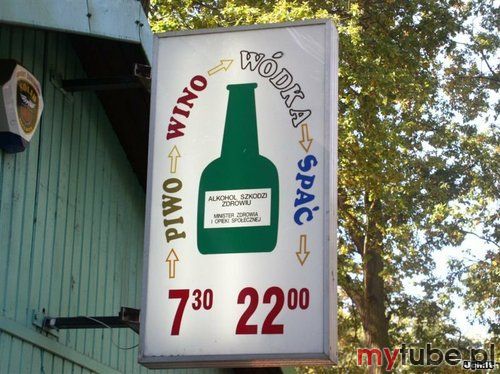 PIWO
WINO
WÓDKA
SPAĆ
ALKOHOL SZKODZI
ZDROWIU
MINISTER ZDROWIA
I OPIEKI SPOŁECZNEJ
7 30 22 00
mytube.pl